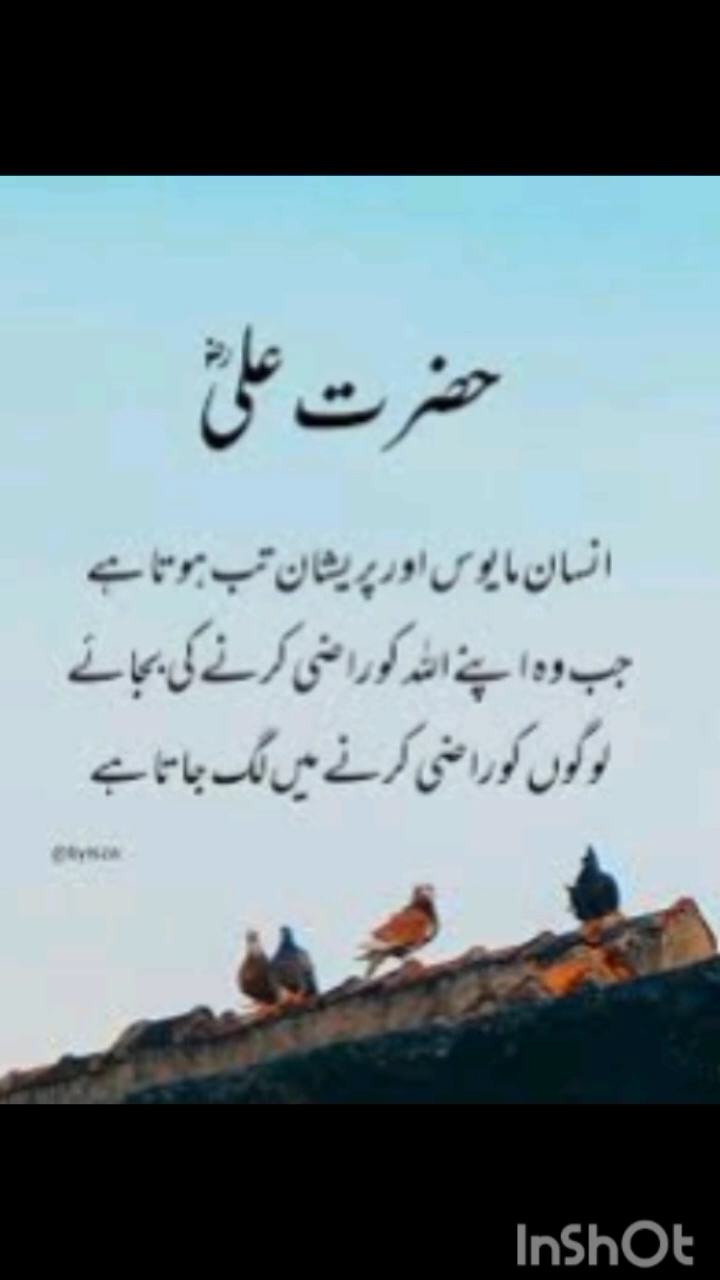 حضرت علیؓ
انسان مایوس اور پریشان تب ہوتا ہے
جب وہ اپنے اللہ کو راضی کرنے کی بجائے
لوگوں کو راضی کرنے میں لگ جاتا ہے
InShOt